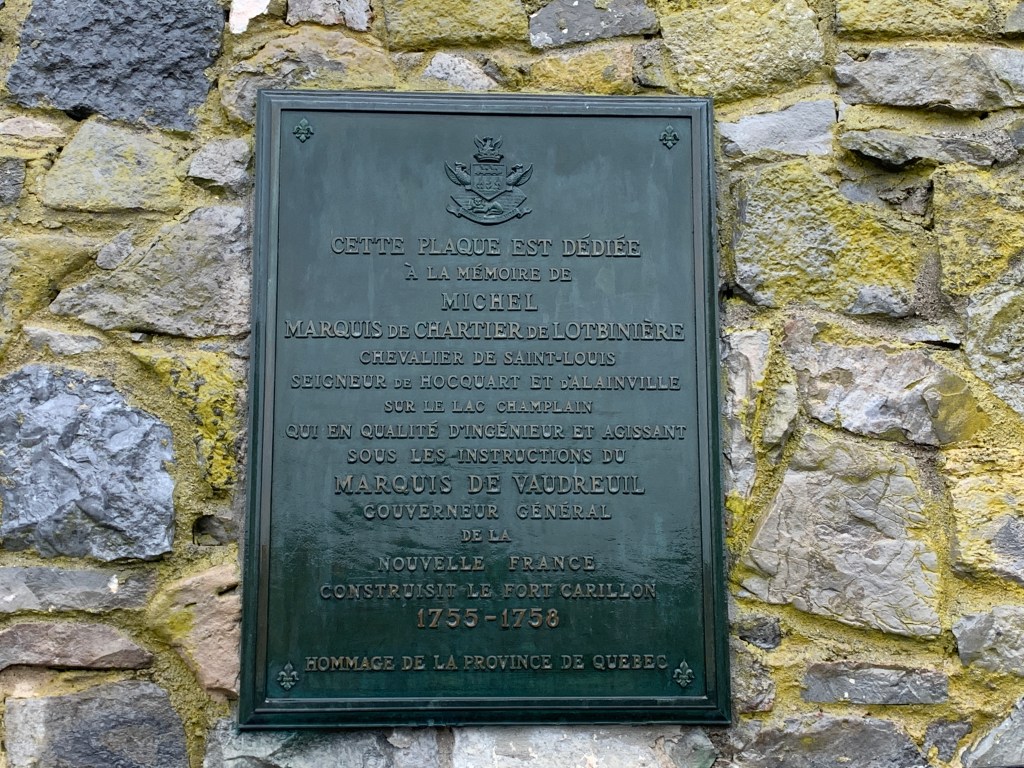 CETTE PLAQUE EST DÉDIÉE
À LA MÉMOIRE DE
MICHEL
MARQUIS DE CHARTIER DE LOTBINIÈRE
CHEVALIER DE SAINT-LOUIS
SEIGNEUR DE HOCQUART ET D'ALAINVILLE
SUR LE LAC CHAMPLAIN
QUI EN QUALITÉ D'INGÉNIEUR ET AGISSANT
SOUS LES INSTRUCTIONS DU
MARQUIS DE VAUDREUIL
GOUVERNEUR GÉNÉRAL
DE LA
NOUVELLE FRANCE
CONSTRUISIT LE FORT CARILLON
1755-1758
HOMMAGE DE LA PROVINCE DE QUEBEC